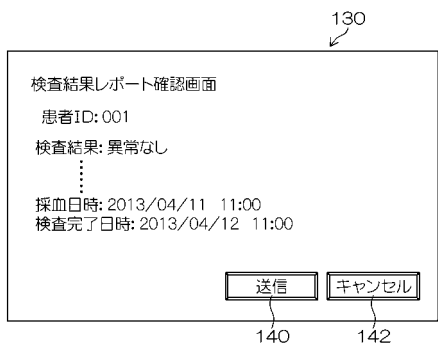 130
検査結果レポート確認画面
患者ID: 001
検査結果: 異常なし
採血日時: 2013/04/11 11:00
検査完了日時: 2013/04/12 11:00
送信 キャンセル
140 142